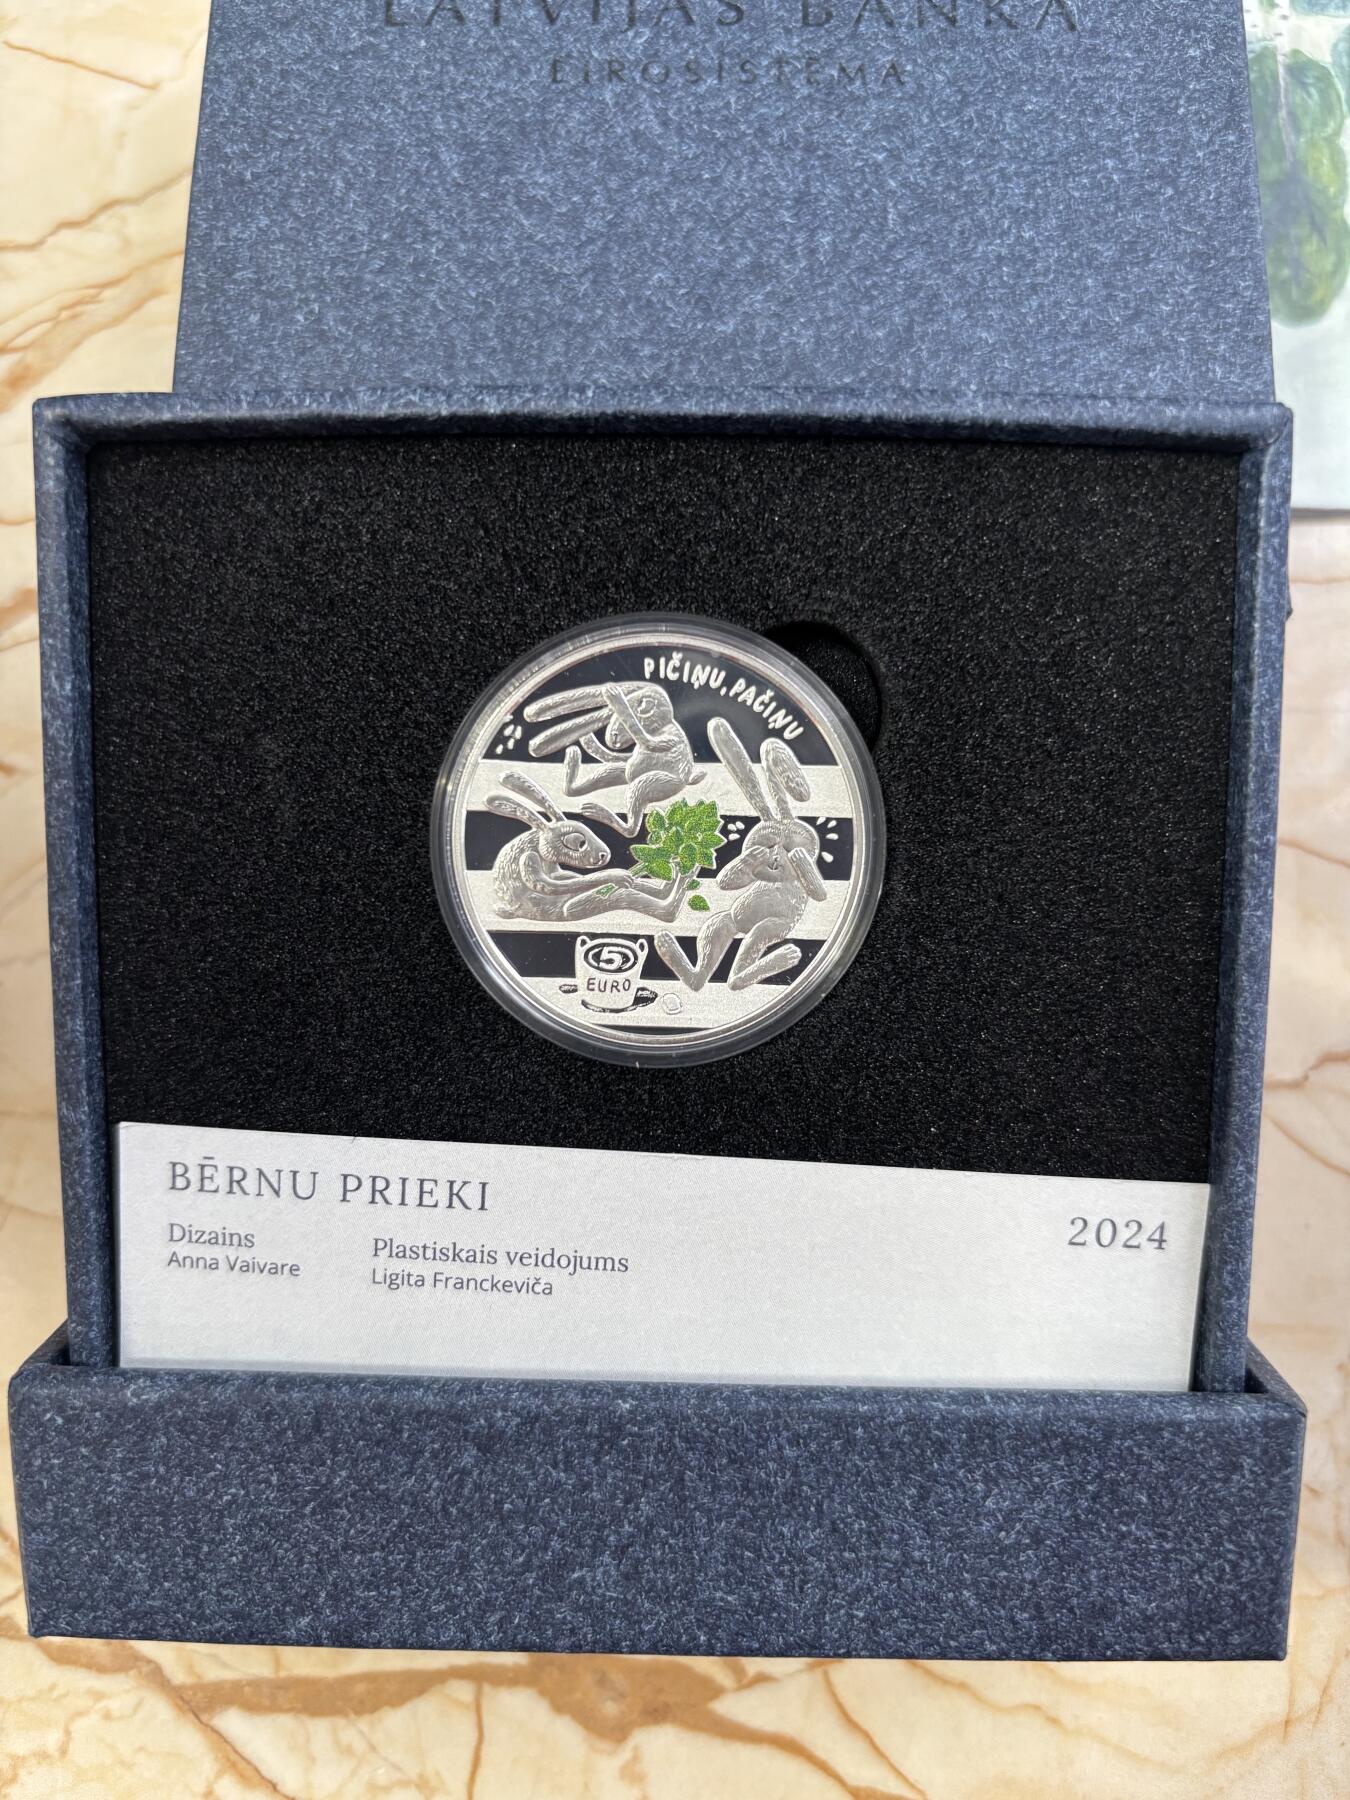 LATVIJAS BANKA
EIROSISTĒMA
PIČIŅU, PAČIŅU
5
EURO
BĒRNU PRIEKI
2024
Dizains
Anna Vaivare
Plastiskais veidojums
Ligita Franckeviča